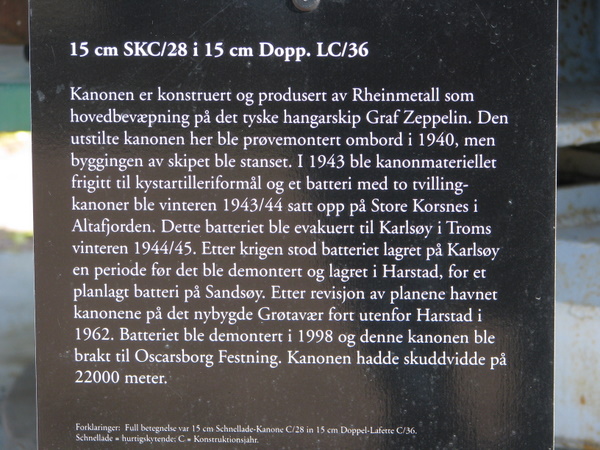 15 cm SKC/28 i 15 cm Dopp. LC/36
Kanonen er konstruert og produsert av Rheinmetall som
hovedbevæpning på det tyske hangarskip Graf Zeppelin. Den
utstilte kanonen her ble prøvemontert ombord i 1940, men
byggingen av skipet ble stanset. I 1943 ble kanonmateriellet
frigitt til kystartilleriformål og et batteri med to tvilling-
kanoner ble vinteren 1943/44 satt opp på Store Korsnes i
Altafjorden. Dette batteriet ble evakuert til Karlsøy i Troms
vinteren 1944/45. Etter krigen stod batteriet lagret på Karlsøy
en periode før det ble demontert og lagret i Harstad, for et
planlagt batteri på Sandsøy. Etter revisjon av planene havnet
kanonene på det nybygde Grøtavær fort utenfor Harstad i
1962. Batteriet ble demontert i 1998 og denne kanonen ble
brakt til Oscarsborg Festning. Kanonen hadde skuddvidde på
22000 meter.
Forklaringer: Full betegnelse var 15 cm Schnellade-Kanone C/28 in 15 cm Doppel-Lafette C/36.
Schnellade = hurtigskytende: C = Konstruktionsjahr.